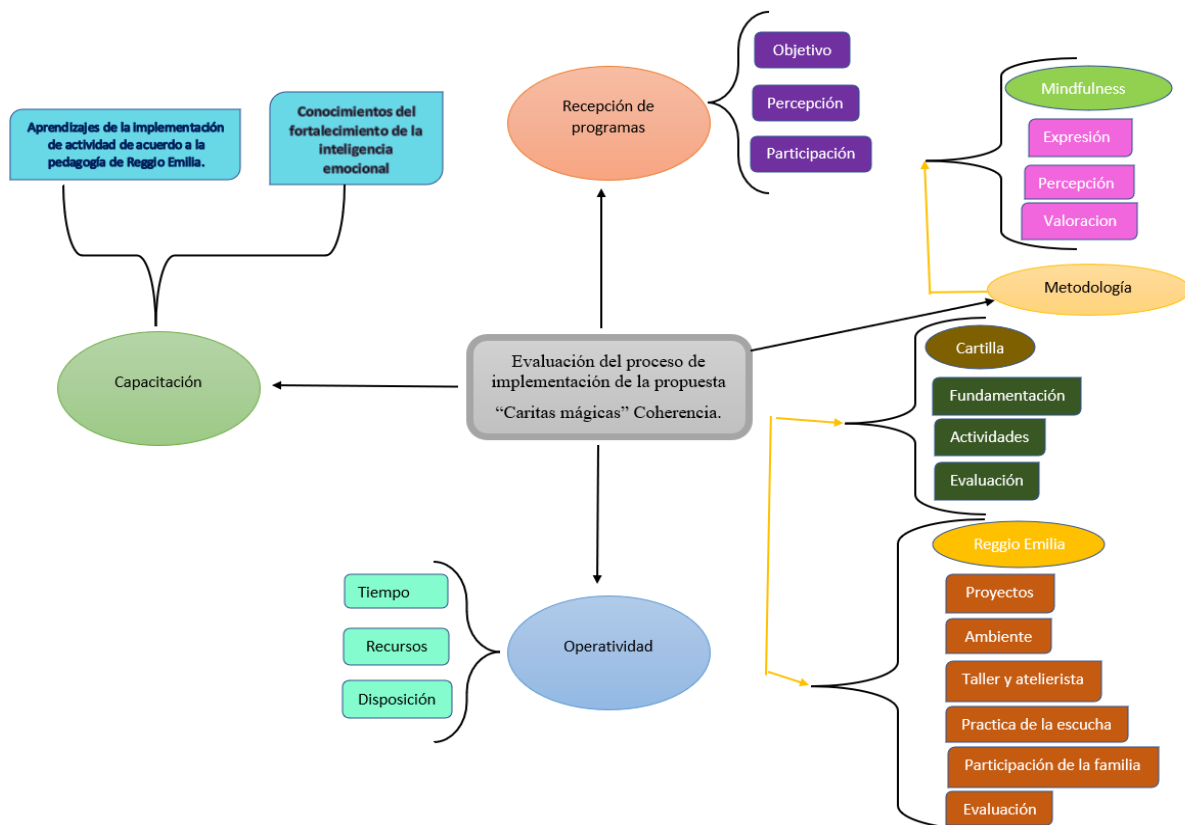 Objetivo
Percepción
Participación
Recepción de
programas
Mindfulness
Expresión
Percepción
Valoracion
Metodología
Aprendizajes de la implementación
de actividad de acuerdo a la
pedagogía de Reggio Emilia.
Conocimientos del
fortalecimiento de la
inteligencia
emocional
Capacitación
Evaluación del proceso de
implementación de la propuesta
“Caritas mágicas” Coherencia.
Cartilla
Fundamentación
Actividades
Evaluación
Reggio Emilia
Proyectos
Ambiente
Taller y atelierista
Practica de la escucha
Participación de la familia
Evaluación
Tiempo
Recursos
Disposición
Operatividad